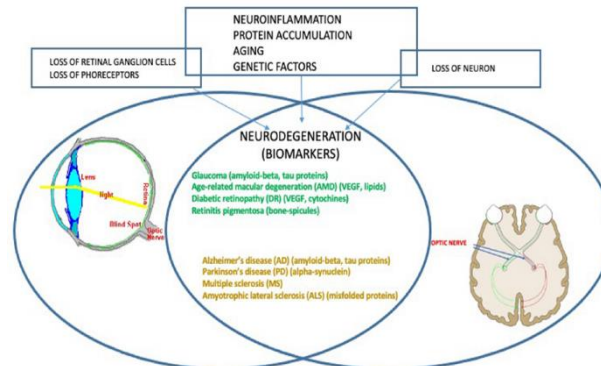 NEUROINFLAMMATION
PROTEIN ACCUMULATION
AGING
GENETIC FACTORS
LOSS OF RETINAL GANGLION CELLS
LOSS OF PHORECEPTORS
LOSS OF NEURON
NEURODEGENERATION
(BIOMARKERS)
Glaucoma (amyloid-beta, tau proteins)
Age-related macular degeneration (AMD) (VEGF, lipids)
Diabetic retinopathy (DR) (VEGF, cytochines)
Retinitis pigmentosa (bone-spicules)
Lens
light
Retina
Blind Spot
Optic
Nerve
Alzheimer's disease (AD) (amyloid-beta, tau proteins)
Parkinson's disease (PD) (alpha-synuclein)
Multiple sclerosis (MS)
Amyotrophic lateral sclerosis (ALS) (misfolded proteins)
OPTIC NERVE